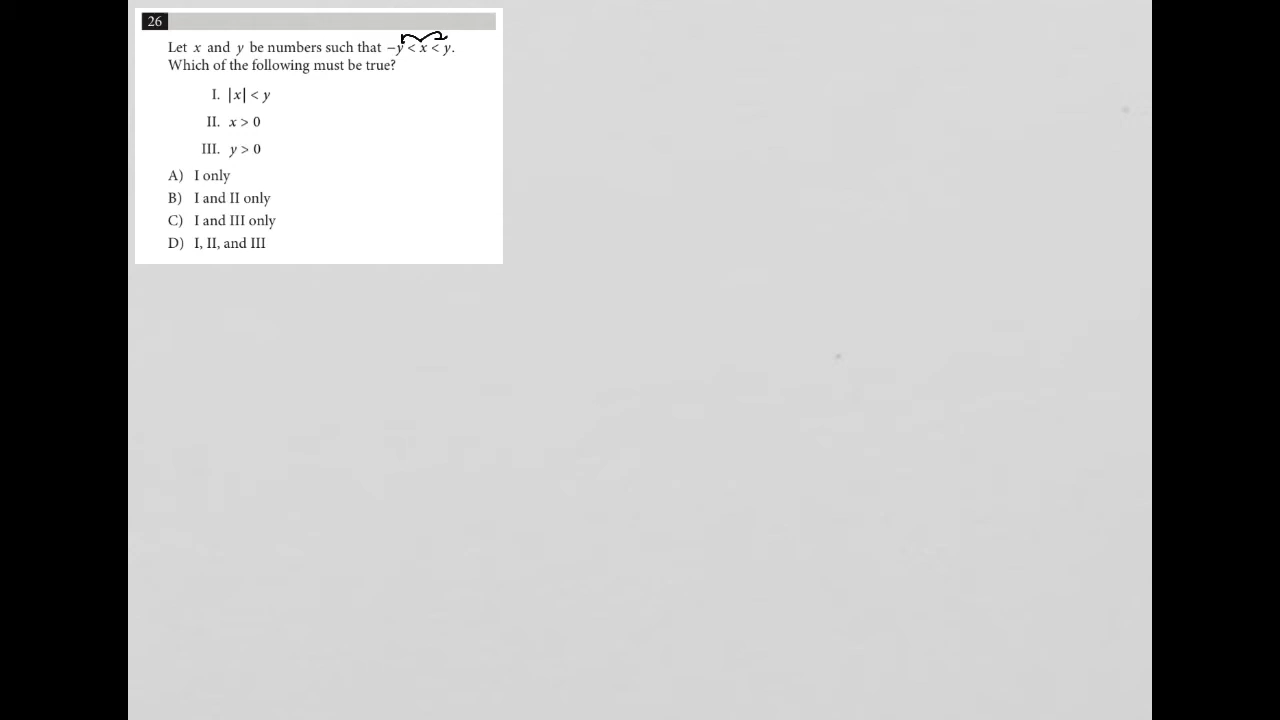 26
Let x and y be numbers such that −y < x < y.
Which of the following must be true?
I. |x| < y
II. x > 0
III. y > 0
A) I only
B) I and II only
C) I and III only
D) I, II, and III